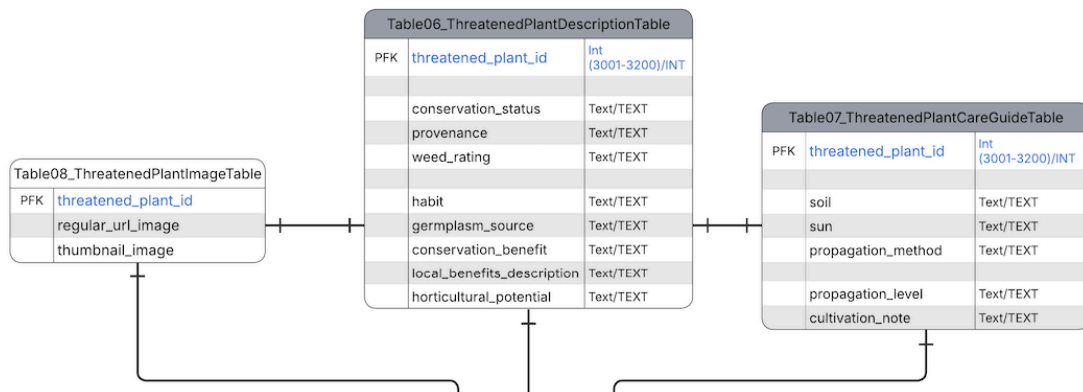 Table06_ThreatenedPlantDescriptionTable
PFK threatened_plant_id Int
(3001-3200)/INT
conservation_status Text/TEXT
provenance Text/TEXT
weed_rating Text/TEXT
habit Text/TEXT
germplasm_source Text/TEXT
conservation_benefit Text/TEXT
local_benefits_description Text/TEXT
horticultural_potential Text/TEXT
Table07_ThreatenedPlantCareGuideTable
PFK threatened_plant_id Int
(3001-3200)/INT
soil Text/TEXT
sun Text/TEXT
propagation_method Text/TEXT
propagation_level Text/TEXT
cultivation_note Text/TEXT
Table08_ThreatenedPlantImageTable
PFK threatened_plant_id
regular_url_image
thumbnail_image